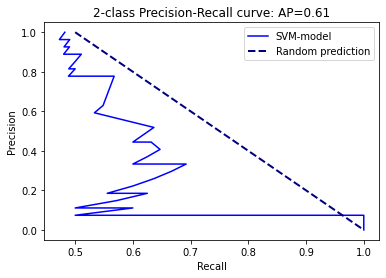 2-class Precision-Recall curve: AP=0.61
SVM-model
Random prediction
Precision
1.0
0.8
0.6
0.4
0.2
0.0
0.5 0.6 0.7 0.8 0.9 1.0
Recall